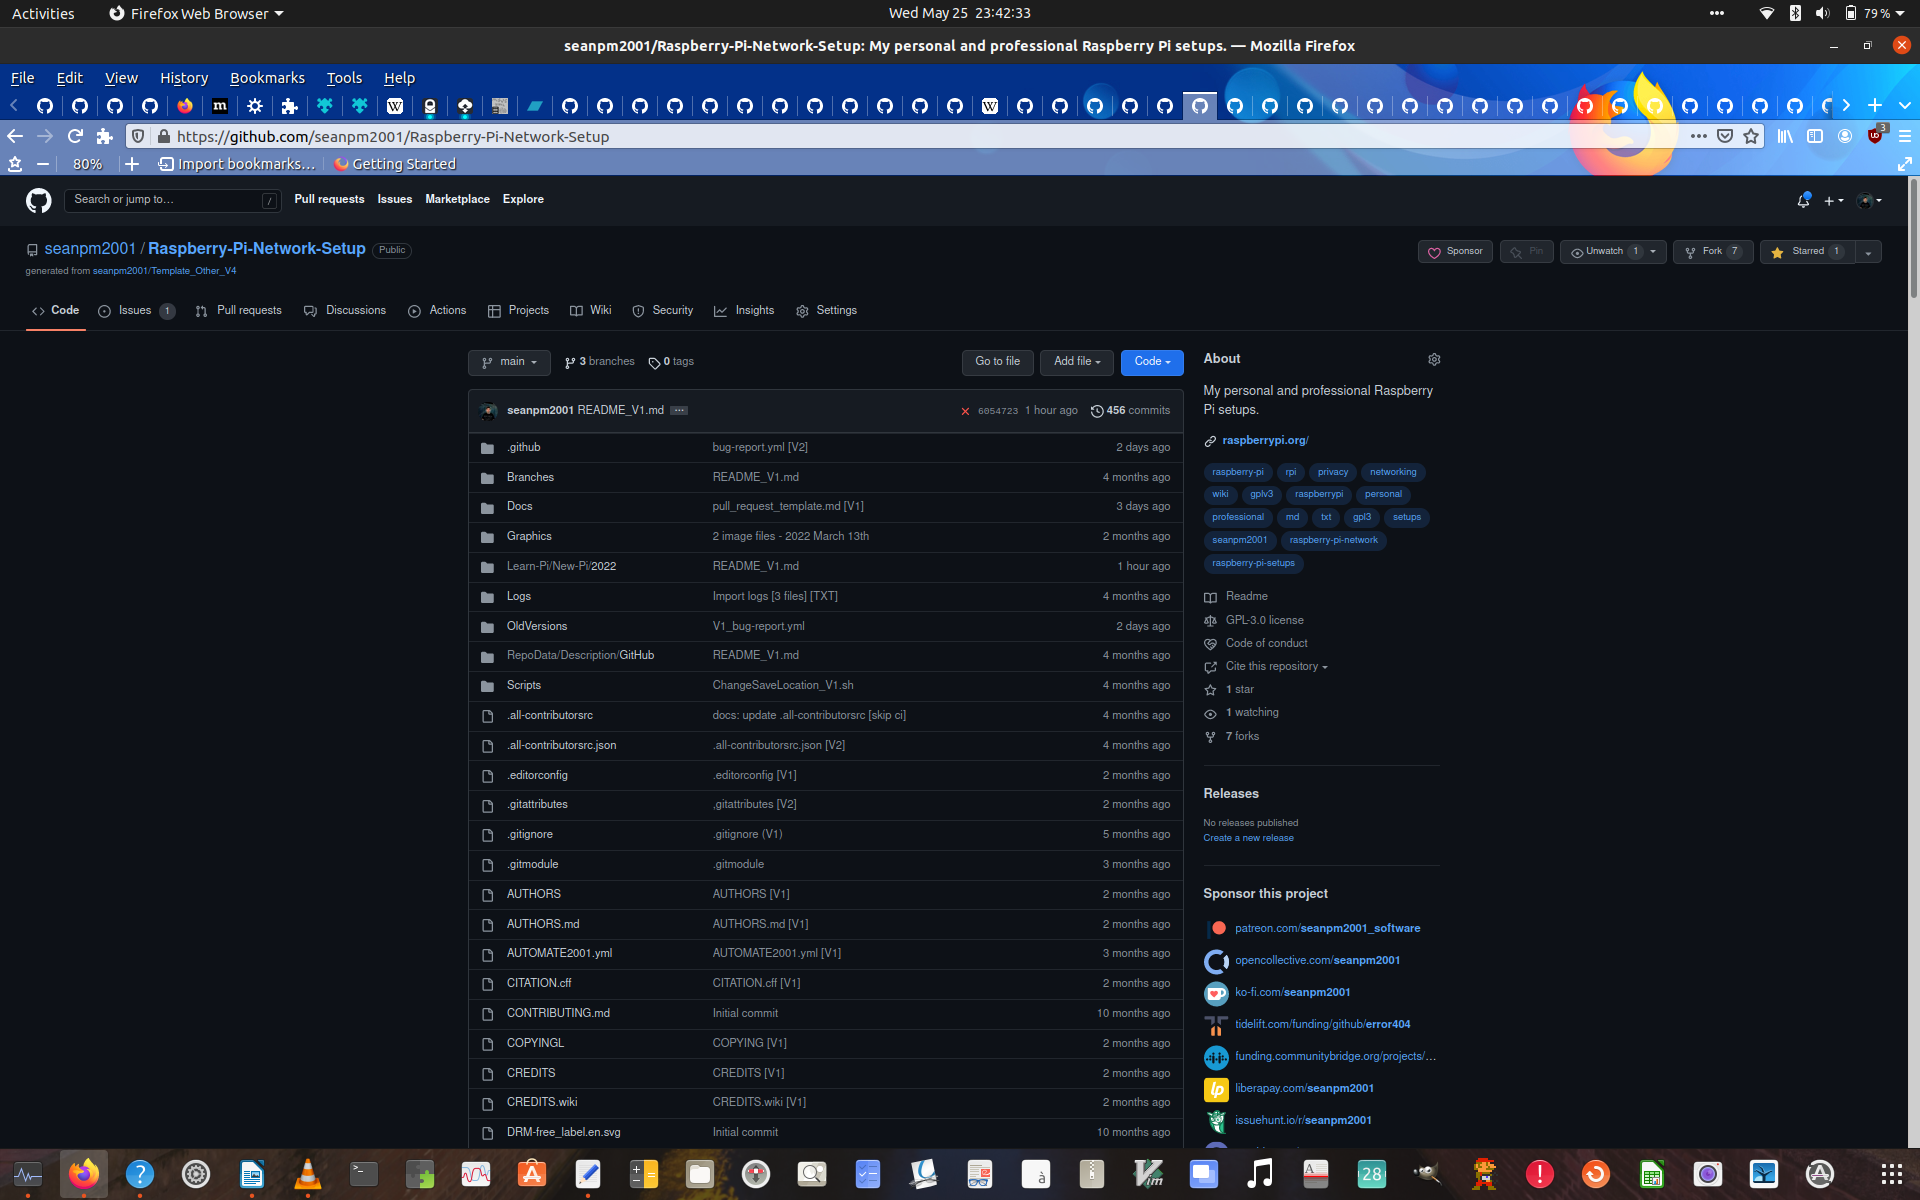 Activities
Firefox Web Browser
Wed May 25 23:42:33
79 %
seanpm2001/Raspberry-Pi-Network-Setup: My personal and professional Raspberry Pi setups. — Mozilla Firefox
File Edit View History Bookmarks Tools Help
https://github.com/seanpm2001/Raspberry-Pi-Network-Setup
3
80%
Import bookmarks…
Getting Started
Search or jump to…
/
Pull requests Issues Marketplace Explore
seanpm2001 / Raspberry-Pi-Network-Setup Public
generated from seanpm2001/Template_Other_V4
Sponsor
Pin
Unwatch 1
Fork 7
Starred 1
Code
Issues 1
Pull requests
Discussions
Actions
Projects
Wiki
Security
Insights
Settings
main
3 branches
0 tags
Go to file
Add file
Code
seanpm2001 README_V1.md ...
6054723 1 hour ago
456 commits
.github bug-report.yml [V2] 2 days ago
Branches README_V1.md 4 months ago
Docs pull_request_template.md [V1] 3 days ago
Graphics 2 image files - 2022 March 13th 2 months ago
Learn-Pi/New-Pi/2022 README_V1.md 1 hour ago
Logs Import logs [3 files] [TXT] 4 months ago
OldVersions V1_bug-report.yml 2 days ago
RepoData/Description/GitHub README_V1.md 4 months ago
Scripts ChangeSaveLocation_V1.sh 4 months ago
.all-contributorsrc docs: update .all-contributorsrc [skip ci] 4 months ago
.all-contributorsrc.json .all-contributorsrc.json [V2] 4 months ago
.editorconfig .editorconfig [V1] 2 months ago
.gitattributes ,gitattributes [V2] 2 months ago
.gitignore .gitignore (V1) 5 months ago
.gitmodule .gitmodule 3 months ago
AUTHORS AUTHORS [V1] 2 months ago
AUTHORS.md AUTHORS.md [V1] 2 months ago
AUTOMATE2001.yml AUTOMATE2001.yml [V1] 3 months ago
CITATION.cff CITATION.cff [V1] 2 months ago
CONTRIBUTING.md Initial commit 10 months ago
COPYINGL COPYING [V1] 2 months ago
CREDITS CREDITS [V1] 2 months ago
CREDITS.wiki CREDITS.wiki [V1] 2 months ago
DRM-free_label.en.svg Initial commit 10 months ago
About
My personal and professional Raspberry
Pi setups.
raspberrypi.org/
raspberry-pi rpi privacy networking
wiki gplv3 raspberrypi personal
professional md txt gpl3 setups
seanpm2001 raspberry-pi-network
raspberry-pi-setups
Readme
GPL-3.0 license
Code of conduct
Cite this repository
1 star
1 watching
7 forks
Releases
No releases published
Create a new release
Sponsor this project
patreon.com/seanpm2001_software
opencollective.com/seanpm2001
ko-fi.com/seanpm2001
tidelift.com/funding/github/error404
funding.communitybridge.org/projects/…
liberapay.com/seanpm2001
issuehunt.io/r/seanpm2001
28